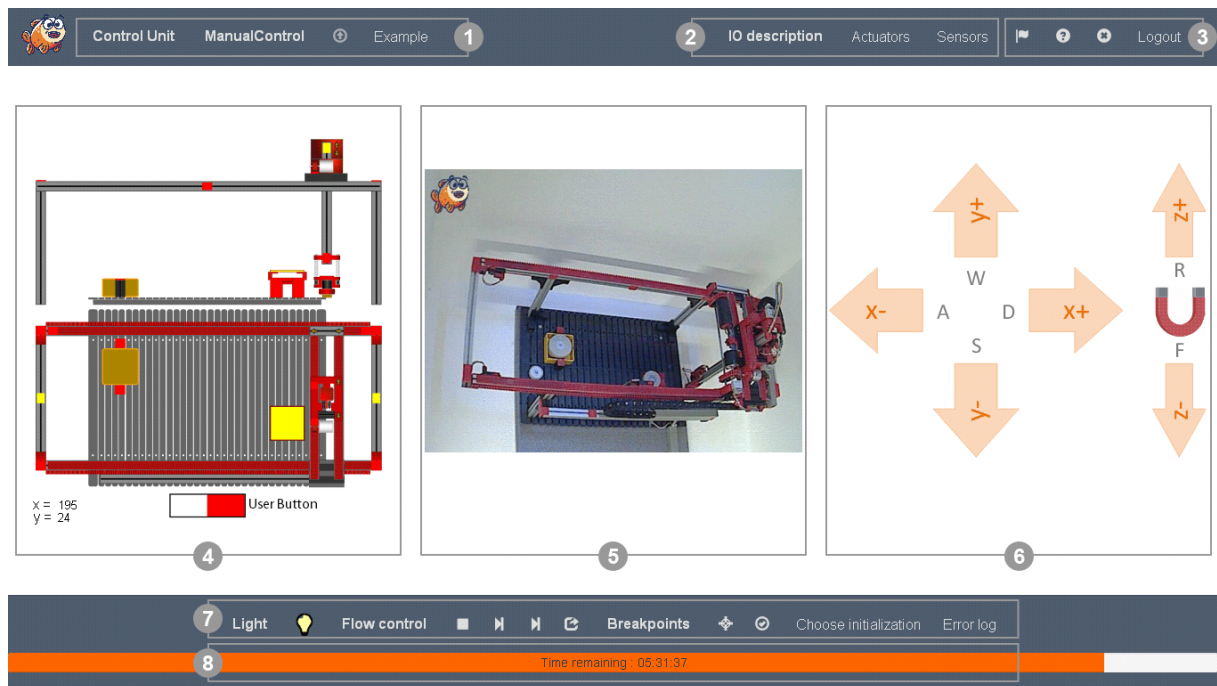 Control Unit ManualControl Example 1 2 IO description Actuators Sensors Logout 3
y+
z+
W
R
x- A D x+
S
F
y-
z-
x = 195
y = 24
User Button
4 5 6
7 Light Flow control Breakpoints Choose initialization Error log
8 Time remaining : 05:31:37